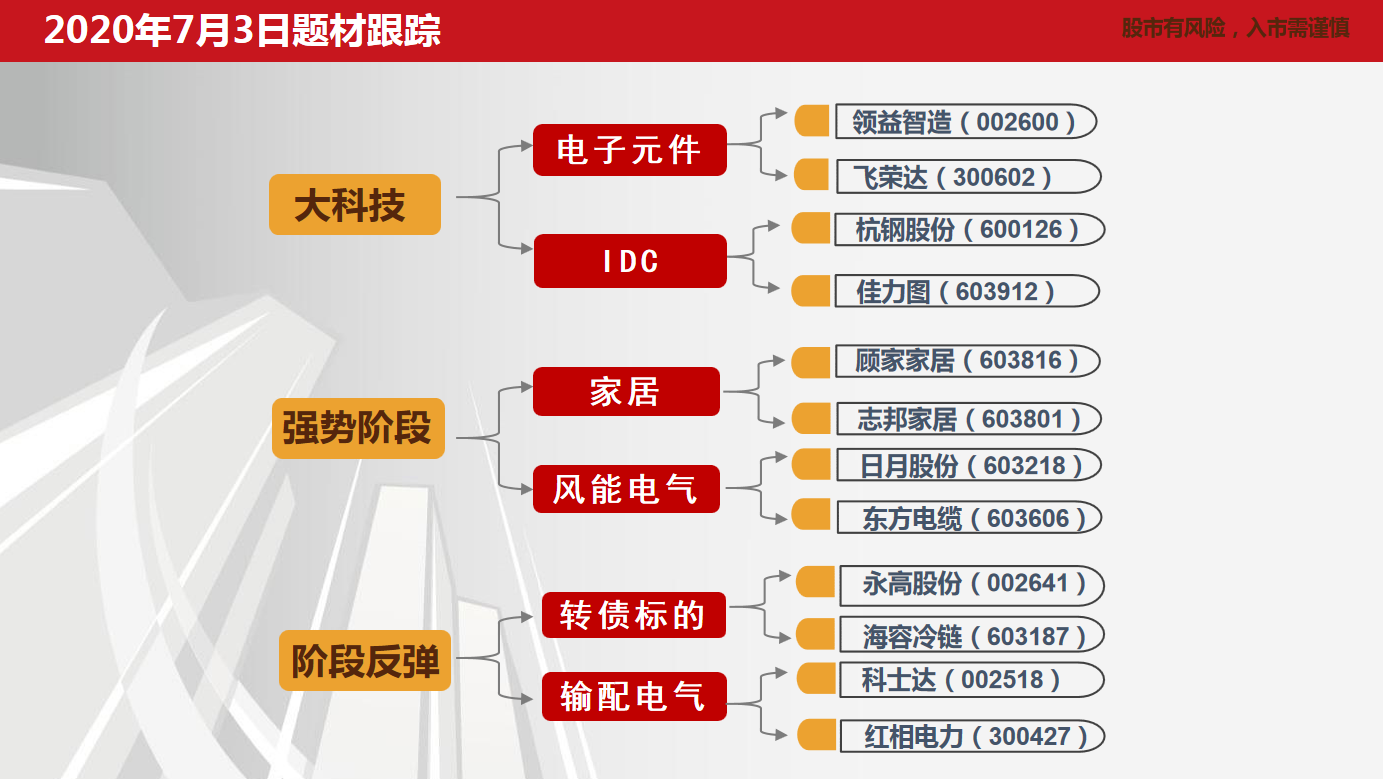 2020年7月3日题材跟踪
股市有风险，入市需谨慎
大科技
电子元件
领益智造（002600）
飞荣达（300602）
IDC
杭钢股份（600126）
佳力图（603912）
强势阶段
家居
顾家家居（603816）
志邦家居（603801）
风能电气
日月股份（603218）
东方电缆（603606）
阶段反弹
转债标的
永高股份（002641）
海容冷链（603187）
输配电气
科士达（002518）
红相电力（300427）